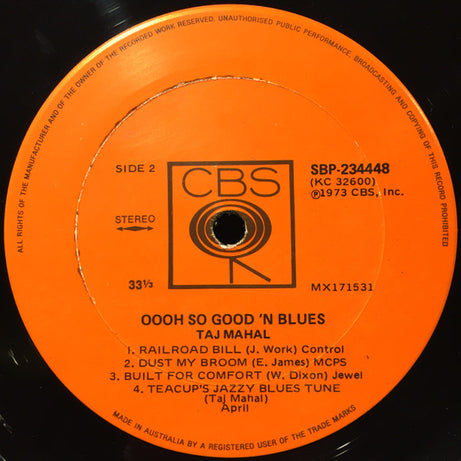 ALL RIGHTS OF THE MANUFACTURER AND OF THE OWNER OF THE RECORDED WORK RESERVED. UNAUTHORISED PUBLIC PERFORMANCE, BROADCASTING AND COPYING OF THIS RECORD PROHIBITED
SIDE 2
CBS
SBP-234448
(KC 32600)
Ⓟ1973 CBS, Inc.
STEREO
33⅓
MX171531
OOOH SO GOOD 'N BLUES
TAJ MAHAL
1. RAILROAD BILL (J. Work) Control
2. DUST MY BROOM (E. James) MCPS
3. BUILT FOR COMFORT (W. Dixon) Jewel
4. TEACUP'S JAZZY BLUES TUNE
(Taj Mahal)
April
MADE IN AUSTRALIA BY A REGISTERED USER OF THE TRADE MARKS